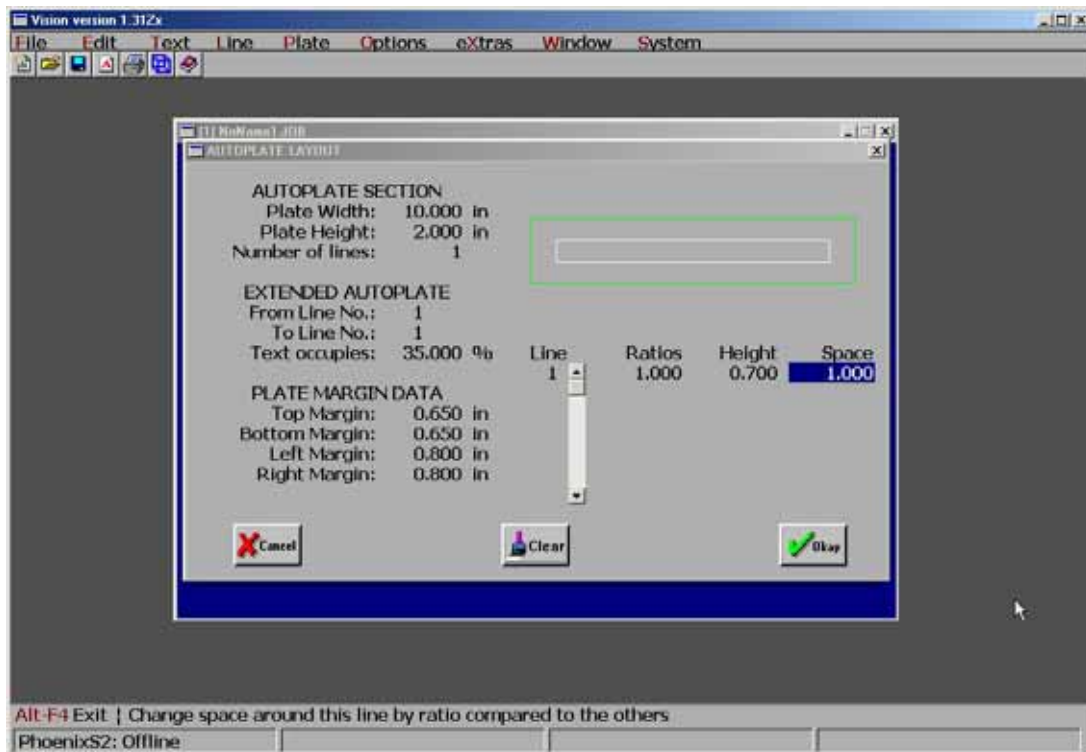 Vision version 1.31Zx
File Edit Text Line Plate Options eXtras Window System
[1] NoName1.JOB
AUTOPLATE LAYOUT
AUTOPLATE SECTION
Plate Width: 10.000 in
Plate Height: 2.000 in
Number of lines: 1
EXTENDED AUTOPLATE
From Line No.: 1
To Line No.: 1
Text occupies: 35.000 %
Line Ratios Height Space
1 1.000 0.700 1.000
PLATE MARGIN DATA
Top Margin: 0.650 in
Bottom Margin: 0.650 in
Left Margin: 0.800 in
Right Margin: 0.800 in
Cancel Clear Okay
Alt-F4 Exit ¦ Change space around this line by ratio compared to the others
PhoenixS2: Offline